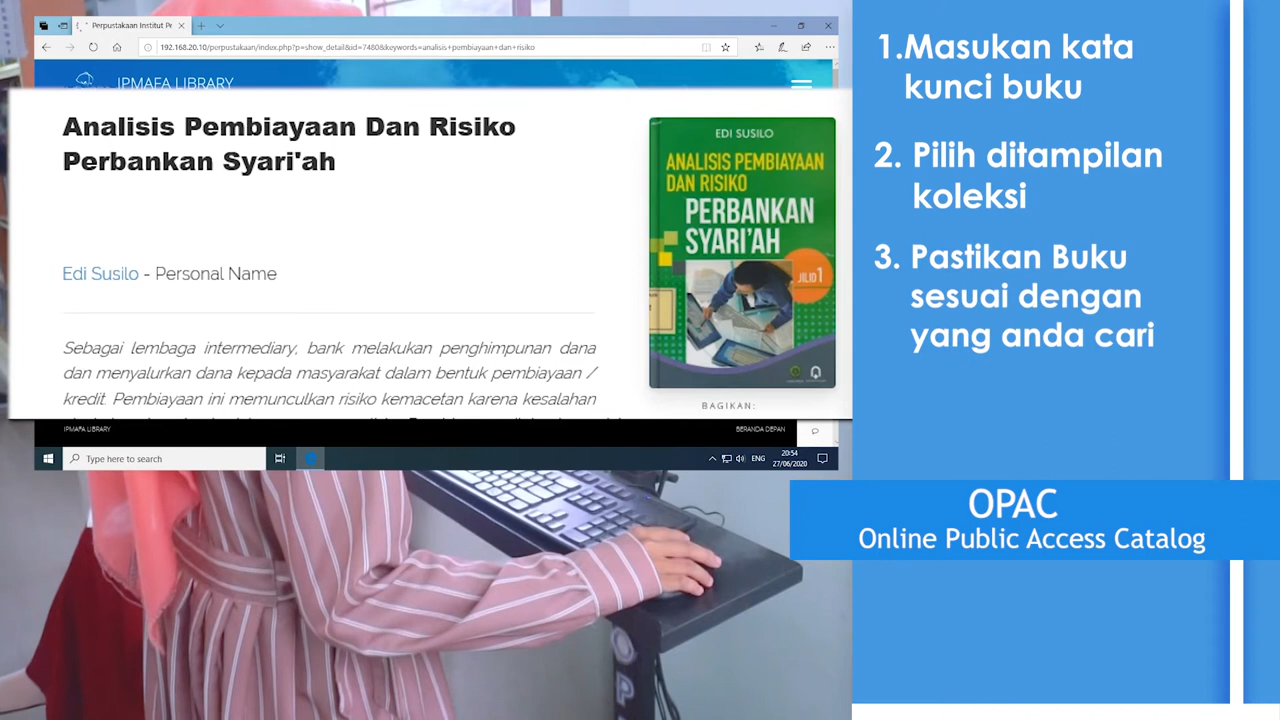 Perpustakaan Institut Pe
192.168.20.10/perpustakaan/index.php?p=show_detail&id=7480&keywords=analisis+pembiayaan+dan+risiko
IPMAFA LIBRARY
Analisis Pembiayaan Dan Risiko
Perbankan Syari'ah
Edi Susilo - Personal Name
Sebagai lembaga intermediary, bank melakukan penghimpunan dana
dan menyalurkan dana kepada masyarakat dalam bentuk pembiayaan /
kredit. Pembiayaan ini memunculkan risiko kemacetan karena kesalahan
EDI SUSILO
ANALISIS PEMBIAYAAN
DAN RISIKO
PERBANKAN
SYARI'AH
JILID 1
BAGIKAN:
IPMAFA LIBRARY
BERANDA DEPAN
Type here to search
ENG
20:54
27/06/2020
1.Masukan kata
kunci buku
2. Pilih ditampilan
koleksi
3. Pastikan Buku
sesuai dengan
yang anda cari
OPAC
Online Public Access Catalog
OP